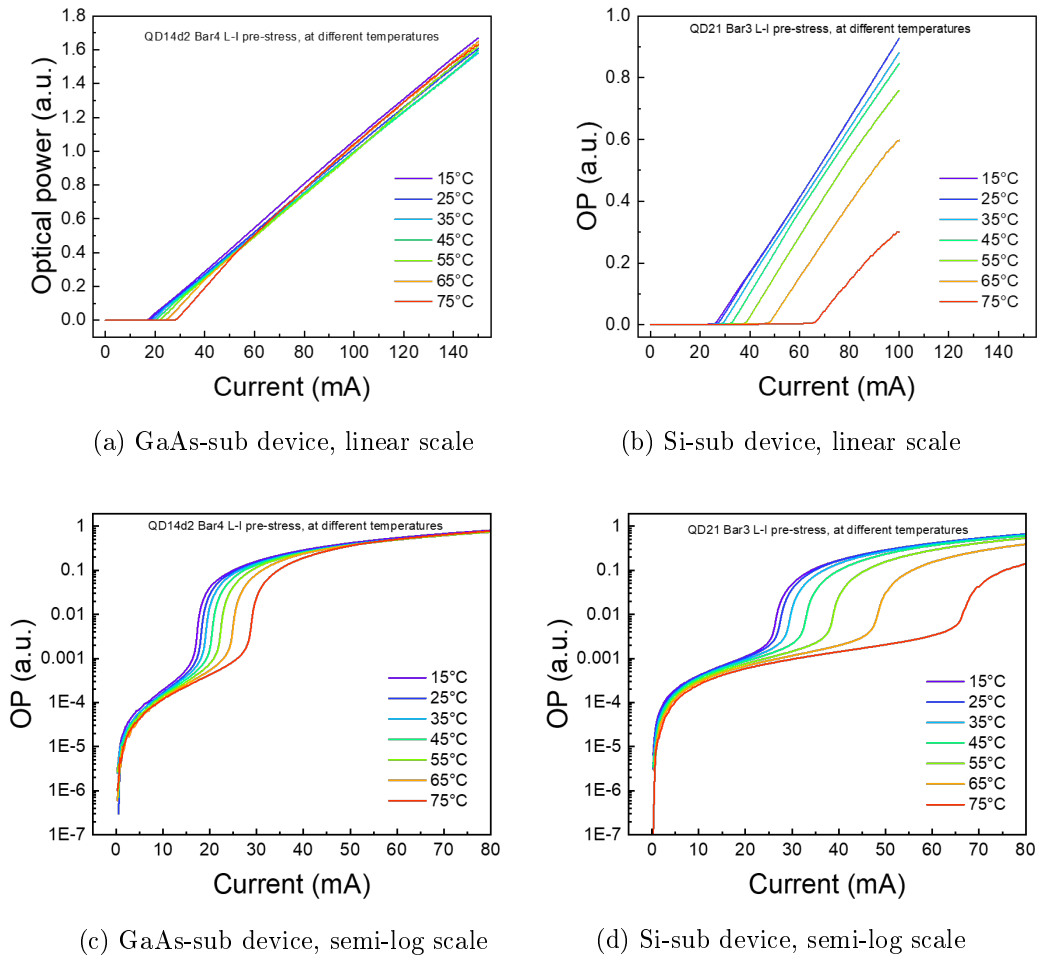 QD14d2 Bar4 L-I pre-stress, at different temperatures
Optical power (a.u.)
1.8
1.6
1.4
1.2
1.0
0.8
0.6
0.4
0.2
0.0
15°C
25°C
35°C
45°C
55°C
65°C
75°C
0 20 40 60 80 100 120 140
Current (mA)
(a) GaAs-sub device, linear scale
QD21 Bar3 L-I pre-stress, at different temperatures
OP (a.u.)
1.0
0.8
0.6
0.4
0.2
0.0
15°C
25°C
35°C
45°C
55°C
65°C
75°C
0 20 40 60 80 100 120 140
Current (mA)
(b) Si-sub device, linear scale
QD14d2 Bar4 L-I pre-stress, at different temperatures
OP (a.u.)
1
0.1
0.01
0.001
1E-4
1E-5
1E-6
1E-7
15°C
25°C
35°C
45°C
55°C
65°C
75°C
0 10 20 30 40 50 60 70 80
Current (mA)
(c) GaAs-sub device, semi-log scale
QD21 Bar3 L-I pre-stress, at different temperatures
OP (a.u.)
1
0.1
0.01
0.001
1E-4
1E-5
1E-6
1E-7
15°C
25°C
35°C
45°C
55°C
65°C
75°C
0 10 20 30 40 50 60 70 80
Current (mA)
(d) Si-sub device, semi-log scale